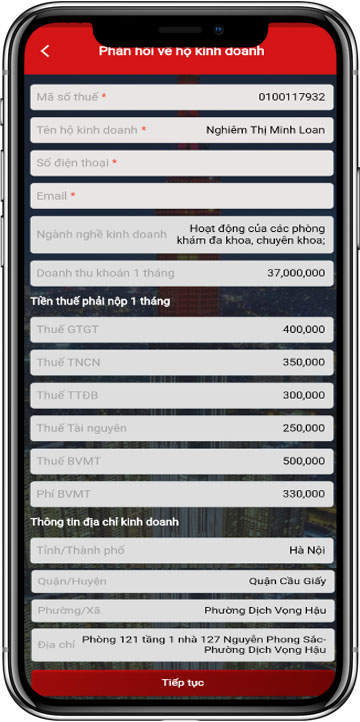 Phản hồi về hộ kinh doanh
Mã số thuế * 0100117932
Tên hộ kinh doanh * Nghiêm Thị Minh Loan
Số điện thoại *
Email *
Ngành nghề kinh doanh Hoạt động của các phòng
khám đa khoa, chuyên khoa;
Doanh thu khoán 1 tháng 37,000,000
Tiền thuế phải nộp 1 tháng
Thuế GTGT 400,000
Thuế TNCN 350,000
Thuế TTĐB 300,000
Thuế Tài nguyên 250,000
Thuế BVMT 500,000
Phí BVMT 330,000
Thông tin địa chỉ kinh doanh
Tỉnh/Thành phố Hà Nội
Quận/Huyện Quận Cầu Giấy
Phường/Xã Phường Dịch Vọng Hậu
Địa chỉ Phòng 121 tầng 1 nhà 127 Nguyễn Phong Sắc-
Phường Dịch Vọng Hậu
Tiếp tục